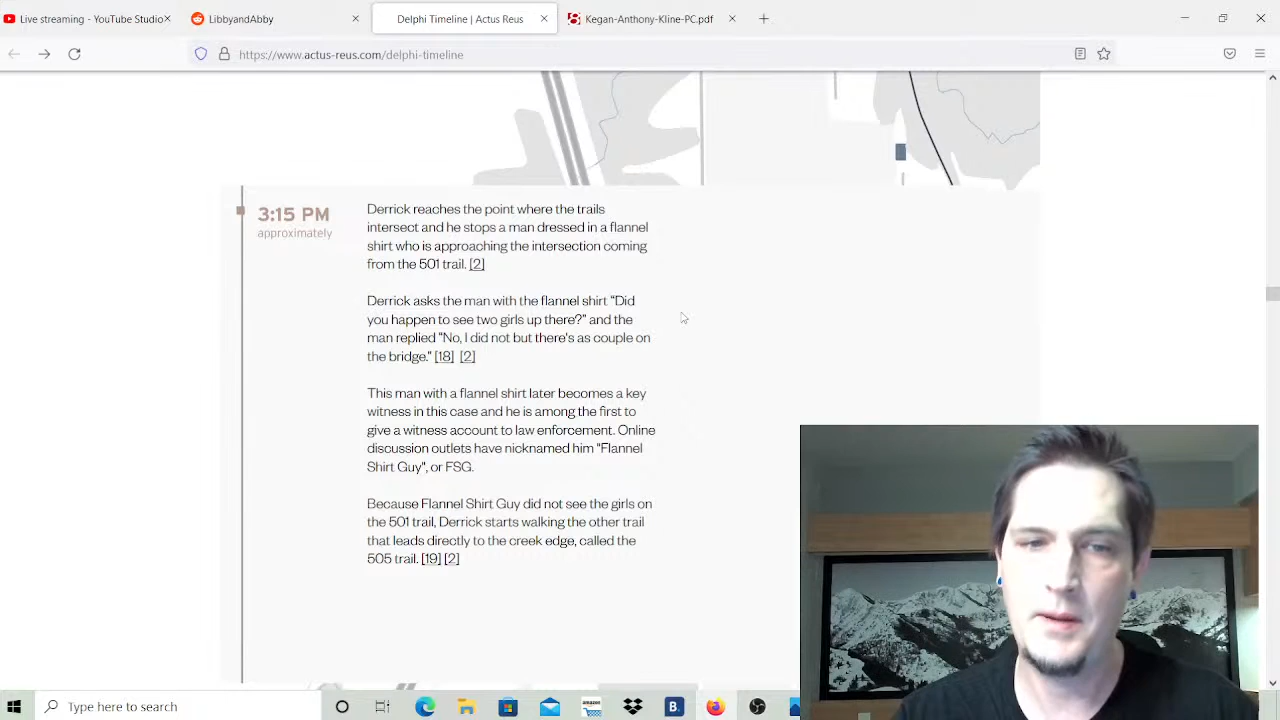 Live streaming - YouTube Studio
LibbyandAbby
Delphi Timeline | Actus Reus
Kegan-Anthony-Kline-PC.pdf
https://www.actus-reus.com/delphi-timeline
3:15 PM
approximately
Derrick reaches the point where the trails
intersect and he stops a man dressed in a flannel
shirt who is approaching the intersection coming
from the 501 trail. [2]
Derrick asks the man with the flannel shirt “Did
you happen to see two girls up there?” and the
man replied “No, I did not but there's as couple on
the bridge.” [18] [2]
This man with a flannel shirt later becomes a key
witness in this case and he is among the first to
give a witness account to law enforcement. Online
discussion outlets have nicknamed him “Flannel
Shirt Guy”, or FSG.
Because Flannel Shirt Guy did not see the girls on
the 501 trail, Derrick starts walking the other trail
that leads directly to the creek edge, called the
505 trail. [19] [2]
Type here to search
amazon
B.